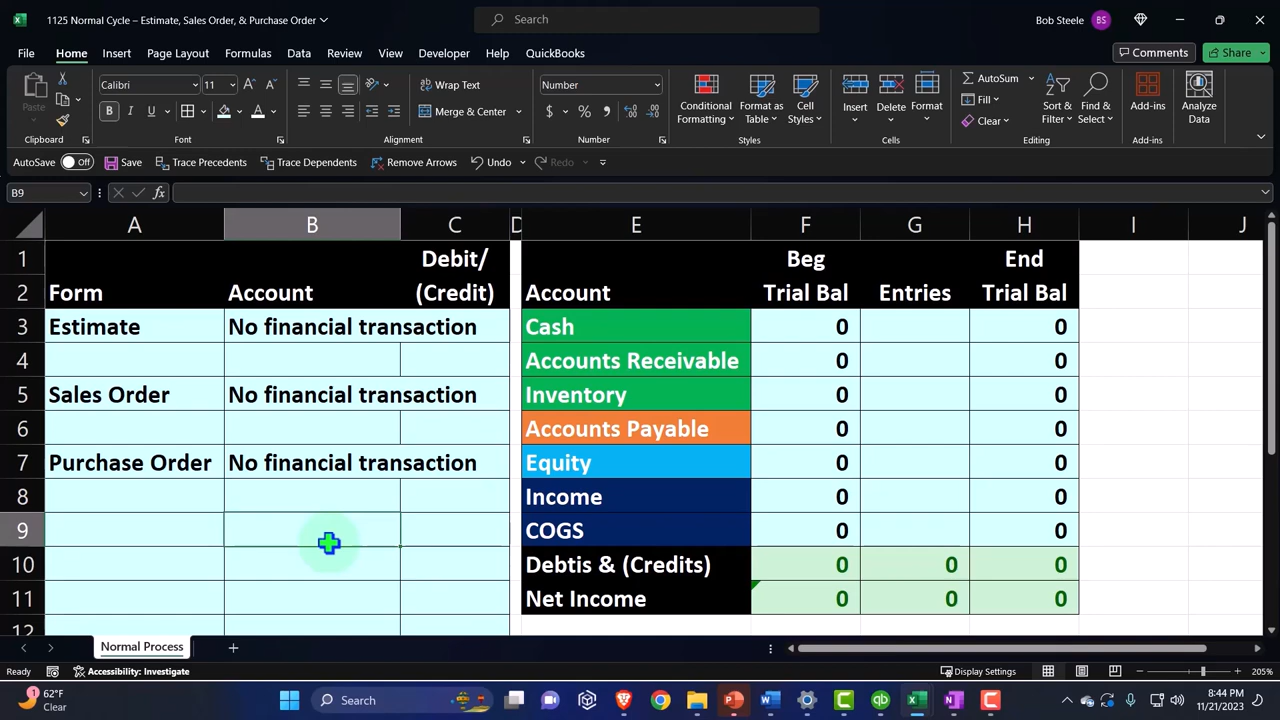 1125 Normal Cycle – Estimate, Sales Order, & Purchase Order
Search
Bob Steele
BS
File Home Insert Page Layout Formulas Data Review View Developer Help QuickBooks
Comments Share
Paste
Calibri 11
Wrap Text
Merge & Center
Number
Conditional Formatting
Format as Table
Cell Styles
Insert Delete Format
AutoSum
Fill
Clear
Sort & Filter
Find & Select
Add-ins
Analyze Data
Clipboard Font Alignment Number Styles Cells Editing Add-ins
AutoSave Off Save Trace Precedents Trace Dependents Remove Arrows Undo Redo
B9 fx
A B C D E F G H I J
1 Debit/ Beg End
2 Form Account (Credit) Account Trial Bal Entries Trial Bal
3 Estimate No financial transaction Cash 0 0
4 Accounts Receivable 0 0
5 Sales Order No financial transaction Inventory 0 0
6 Accounts Payable 0 0
7 Purchase Order No financial transaction Equity 0 0
8 Income 0 0
9 COGS 0 0
10 Debtis & (Credits) 0 0 0
11 Net Income 0 0 0
12
Normal Process
Ready Accessibility: Investigate Display Settings 205%
62°F
Clear
1
Search
8:44 PM
11/21/2023